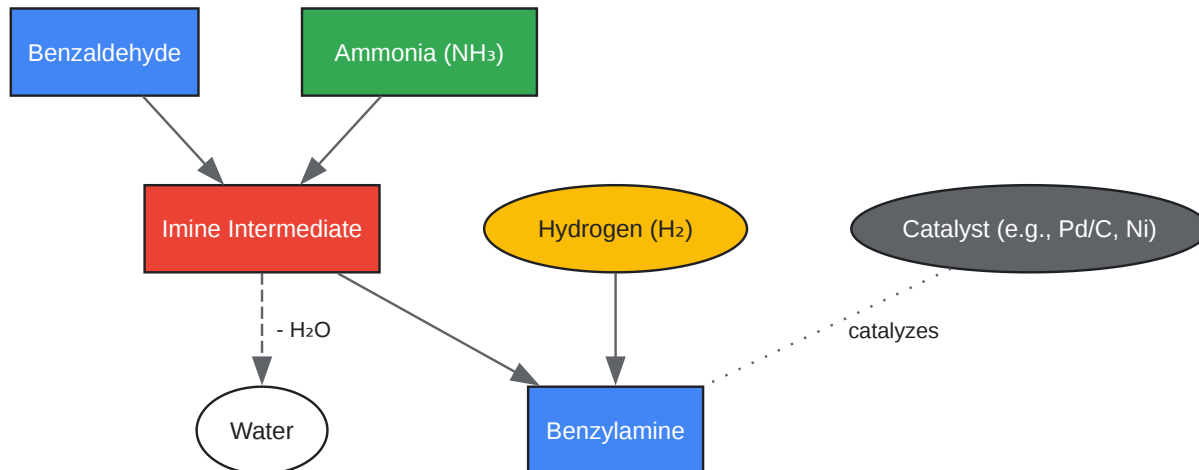 Benzaldehyde
Ammonia (NH₃)
Imine Intermediate
Hydrogen (H₂)
Catalyst (e.g., Pd/C, Ni)
- H₂O
catalyzes
Water
Benzylamine